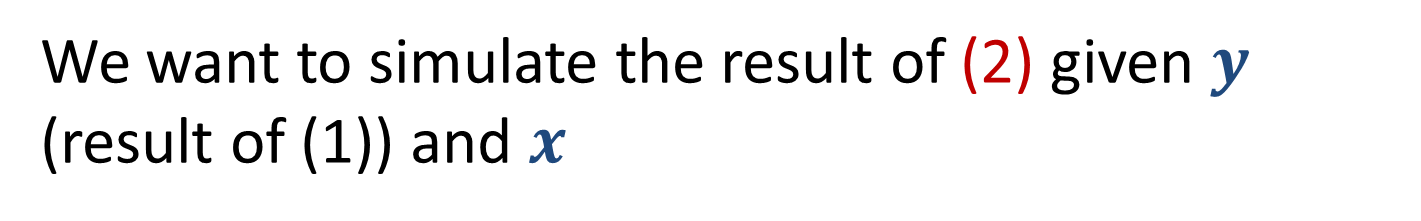 We want to simulate the result of (2) given y
(result of (1)) and x